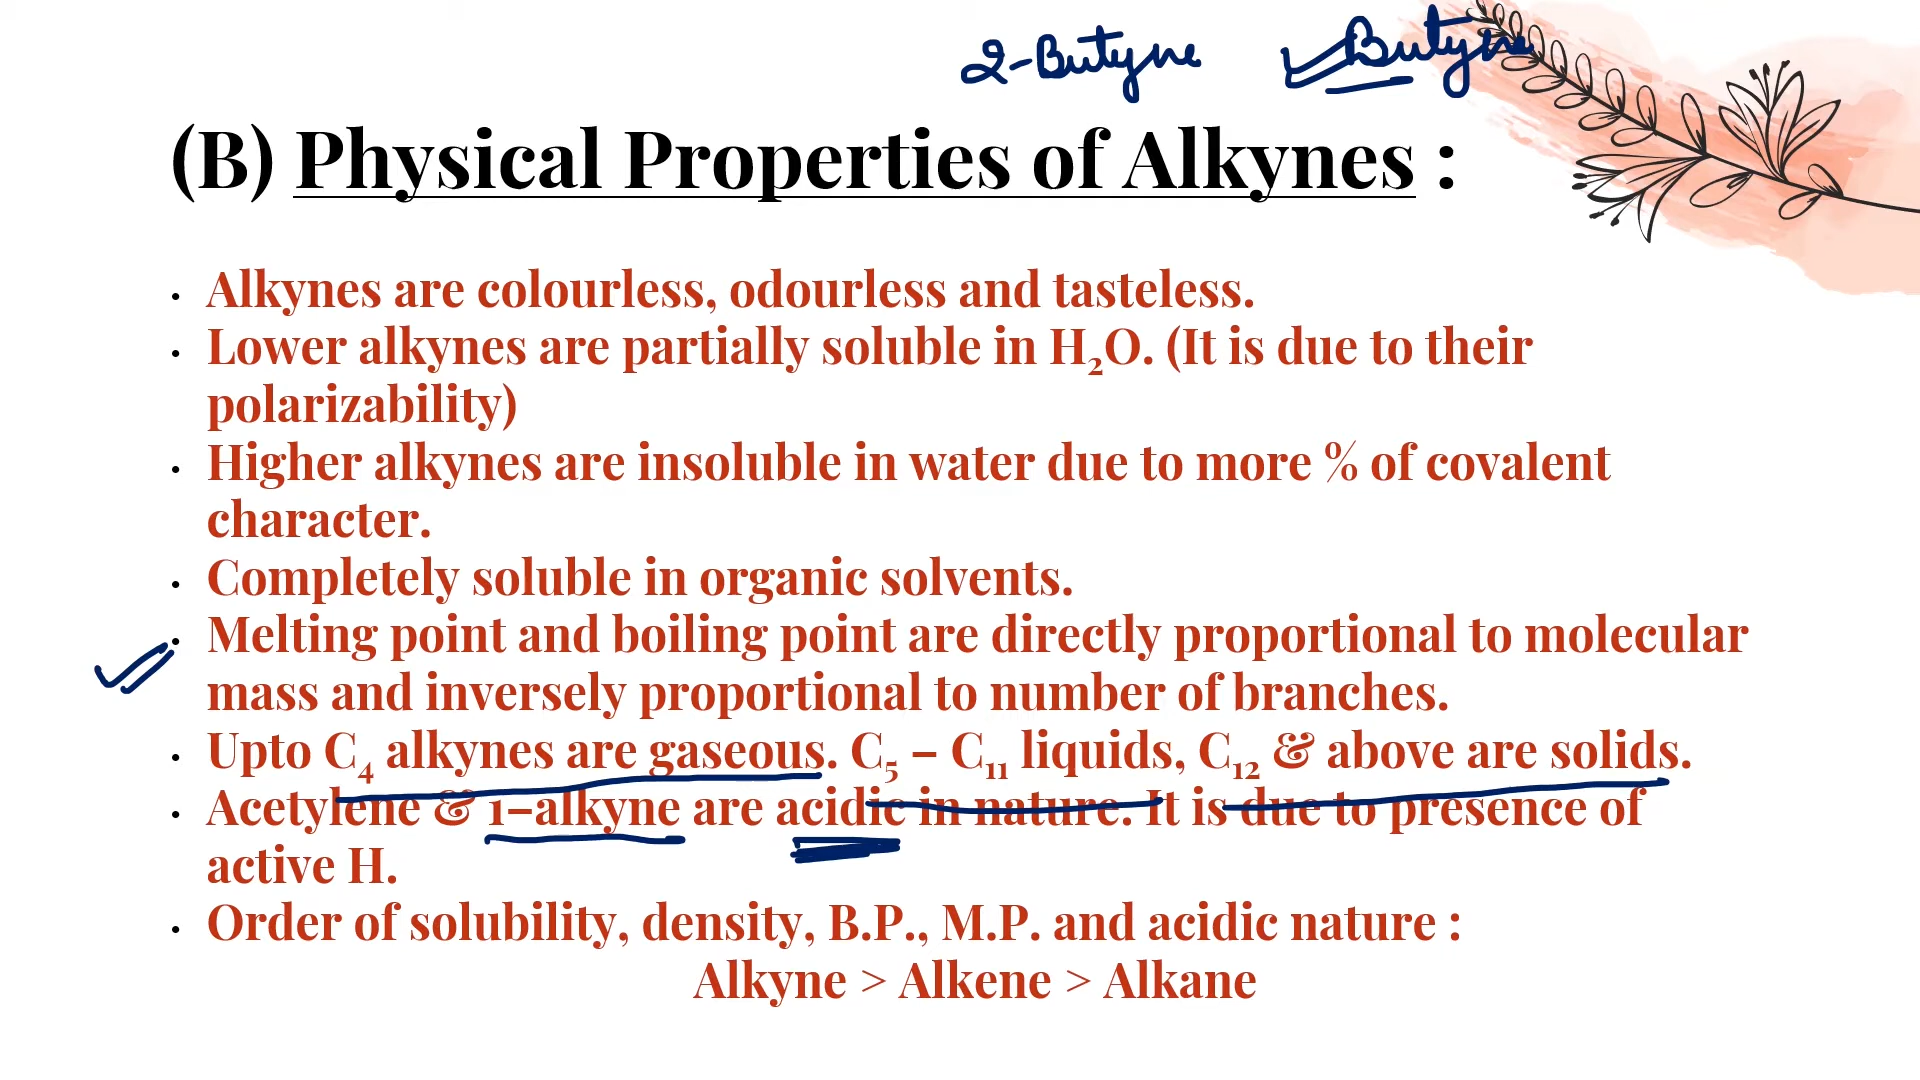 2-Butyne Butyne
(B) Physical Properties of Alkynes :
• Alkynes are colourless, odourless and tasteless.
• Lower alkynes are partially soluble in H₂O. (It is due to their
polarizability)
• Higher alkynes are insoluble in water due to more % of covalent
character.
• Completely soluble in organic solvents.
• Melting point and boiling point are directly proportional to molecular
mass and inversely proportional to number of branches.
• Upto C₄ alkynes are gaseous. C₅ – C₁₁ liquids, C₁₂ & above are solids.
• Acetylene & 1–alkyne are acidic in nature. It is due to presence of
active H.
• Order of solubility, density, B.P., M.P. and acidic nature :
Alkyne > Alkene > Alkane